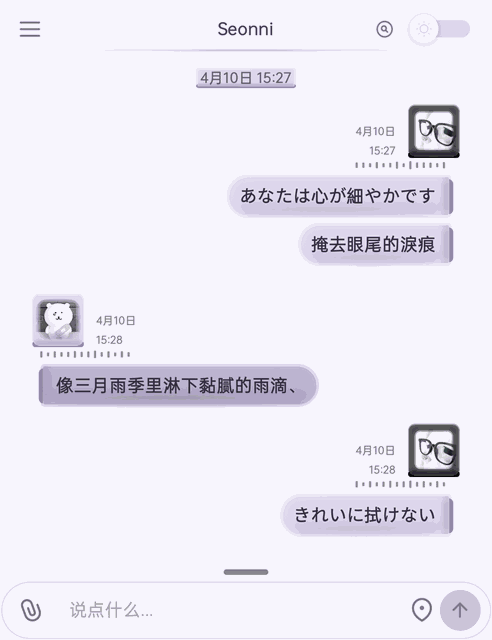 Seonni
4月10日 15:27
4月10日
15:27
あなたは心が細やかです
掩去眼尾的淚痕
4月10日
15:28
像三月雨季里淋下黏膩的雨滴、
4月10日
15:28
きれいに拭けない
说点什么...